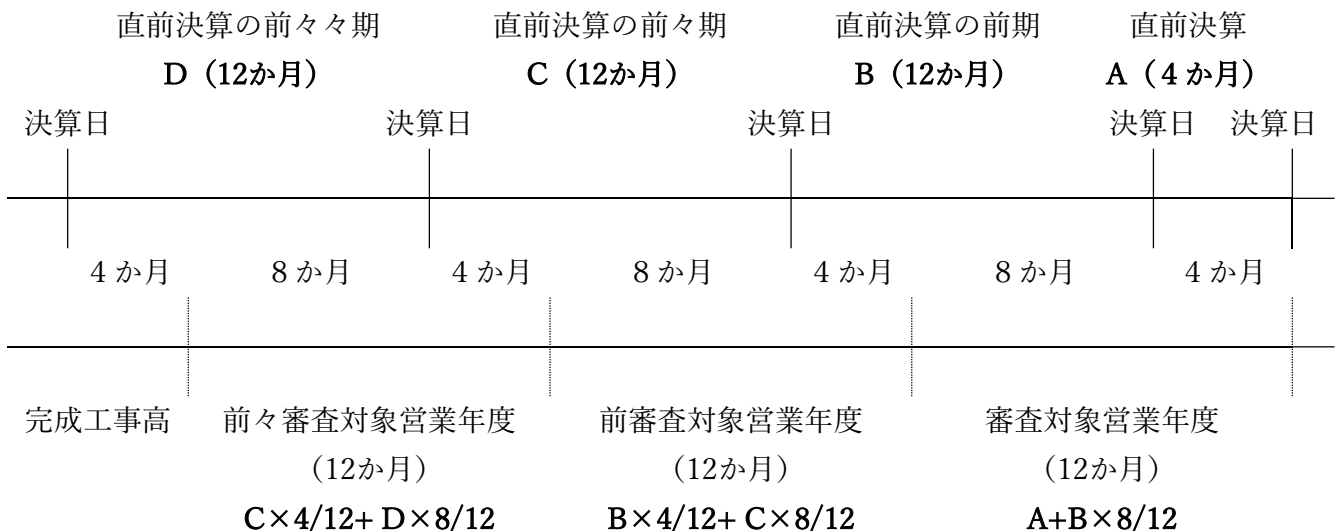 直前決算の前々々期 直前決算の前々期 直前決算の前期 直前決算
D（12か月） C（12か月） B（12か月） A（４か月）
決算日 決算日 決算日 決算日 決算日
４か月 ８か月 ４か月 ８か月 ４か月 ８か月 ４か月
完成工事高 前々審査対象営業年度 前審査対象営業年度 審査対象営業年度
（12か月） （12か月） （12か月）
C×4/12+ D×8/12 B×4/12+ C×8/12 A+B×8/12